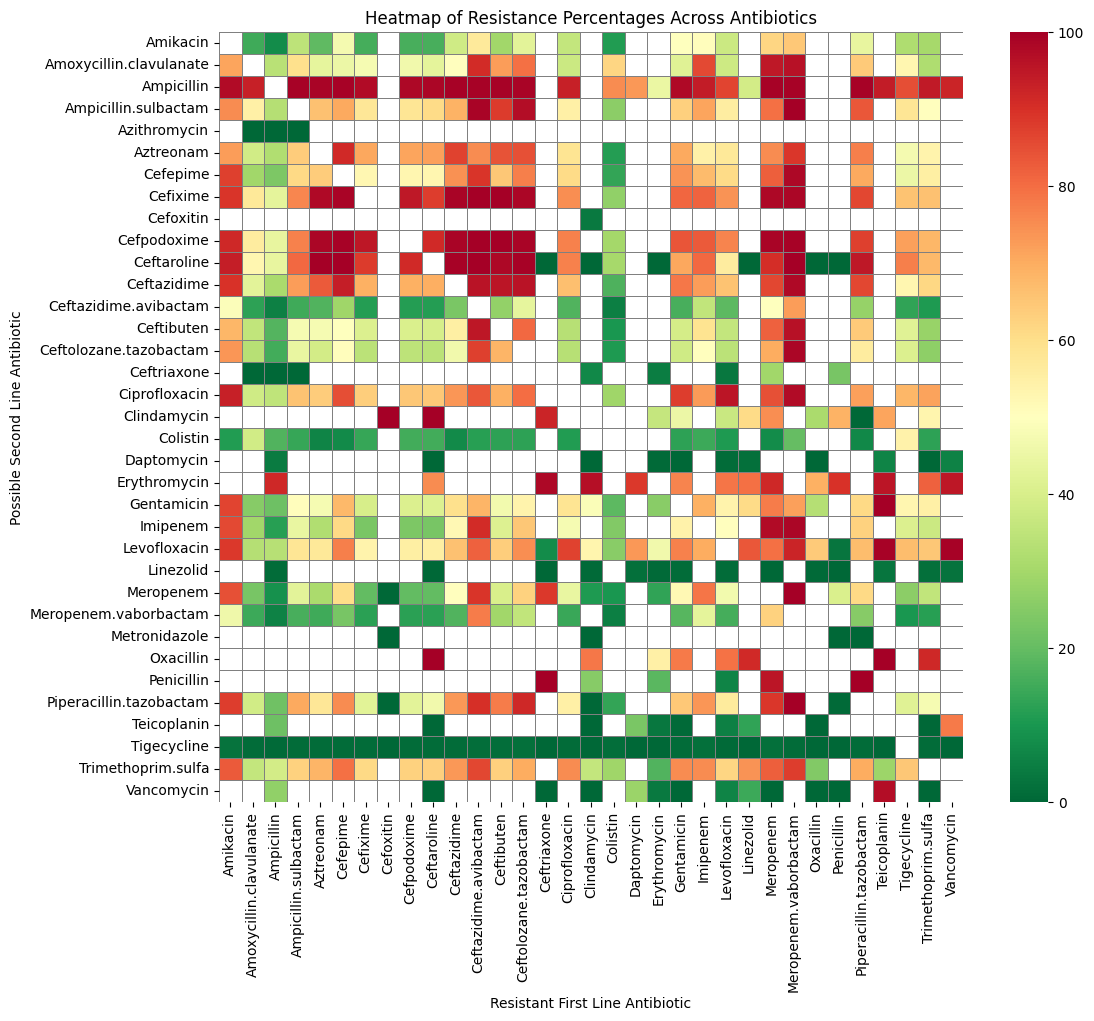 Heatmap of Resistance Percentages Across Antibiotics
Possible Second Line Antibiotic
Amikacin
Amoxycillin.clavulanate
Ampicillin
Ampicillin.sulbactam
Azithromycin
Aztreonam
Cefepime
Cefixime
Cefoxitin
Cefpodoxime
Ceftaroline
Ceftazidime
Ceftazidime.avibactam
Ceftibuten
Ceftolozane.tazobactam
Ceftriaxone
Ciprofloxacin
Clindamycin
Colistin
Daptomycin
Erythromycin
Gentamicin
Imipenem
Levofloxacin
Linezolid
Meropenem
Meropenem.vaborbactam
Metronidazole
Oxacillin
Penicillin
Piperacillin.tazobactam
Teicoplanin
Tigecycline
Trimethoprim.sulfa
Vancomycin
Amikacin
Amoxycillin.clavulanate
Ampicillin
Ampicillin.sulbactam
Aztreonam
Cefepime
Cefixime
Cefoxitin
Cefpodoxime
Ceftaroline
Ceftazidime
Ceftazidime.avibactam
Ceftibuten
Ceftolozane.tazobactam
Ceftriaxone
Ciprofloxacin
Clindamycin
Colistin
Daptomycin
Erythromycin
Gentamicin
Imipenem
Levofloxacin
Linezolid
Meropenem
Meropenem.vaborbactam
Oxacillin
Penicillin
Piperacillin.tazobactam
Teicoplanin
Tigecycline
Trimethoprim.sulfa
Vancomycin
Resistant First Line Antibiotic
100
80
60
40
20
0